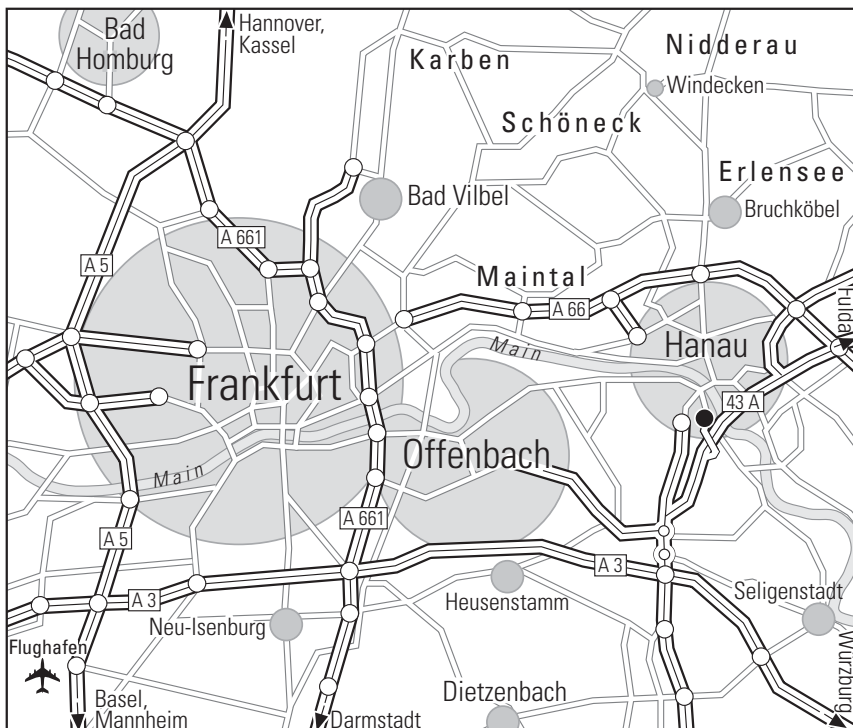 Bad
Homburg
Hannover,
Kassel
Karben
Nidderau
Windecken
Schöneck
Erlensee
Bad Vilbel
Bruchköbel
A 661
A 5
Maintal
A 66
Fulda
Main
Hanau
Frankfurt
43 A
Offenbach
Main
A 661
A 5
A 3
A 3
Heusenstamm
Seligenstadt
Neu-Isenburg
Flughafen
Basel,
Mannheim
Darmstadt
Dietzenbach
Würzburg